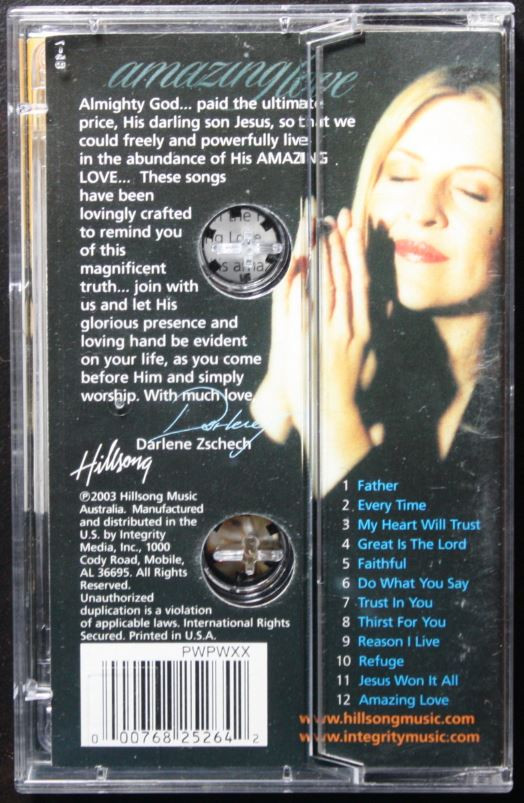 amazing love
Almighty God... paid the ultimate
price, His darling son Jesus, so that we
could freely and powerfully live
in the abundance of His AMAZING
LOVE... These songs
have been
lovingly crafted
to remind you
of this
magnificent
truth... join with
us and let His
glorious presence and
loving hand be evident
on your life, as you come
before Him and simply
worship. With much love,
Darlene
Darlene Zschech
Hillsong
℗2003 Hillsong Music
Australia. Manufactured
and distributed in the
U.S. by Integrity
Media, Inc., 1000
Cody Road, Mobile,
AL 36695. All Rights
Reserved.
Unauthorized
duplication is a violation
of applicable laws. International Rights
Secured. Printed in U.S.A.
PWPWXX
0 00768 25264 2
1 Father
2 Every Time
3 My Heart Will Trust
4 Great Is The Lord
5 Faithful
6 Do What You Say
7 Trust In You
8 Thirst For You
9 Reason I Live
10 Refuge
11 Jesus Won It All
12 Amazing Love
www.hillsongmusic.com
www.integritymusic.com